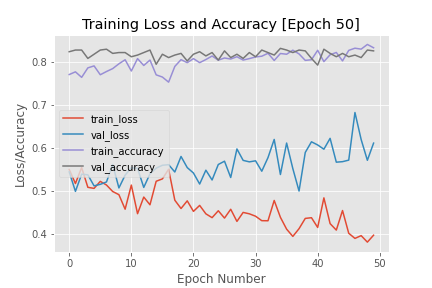 Training Loss and Accuracy [Epoch 50]
Loss/Accuracy
0.8
0.7
0.6
0.5
0.4
train_loss
val_loss
train_accuracy
val_accuracy
0 10 20 30 40 50
Epoch Number